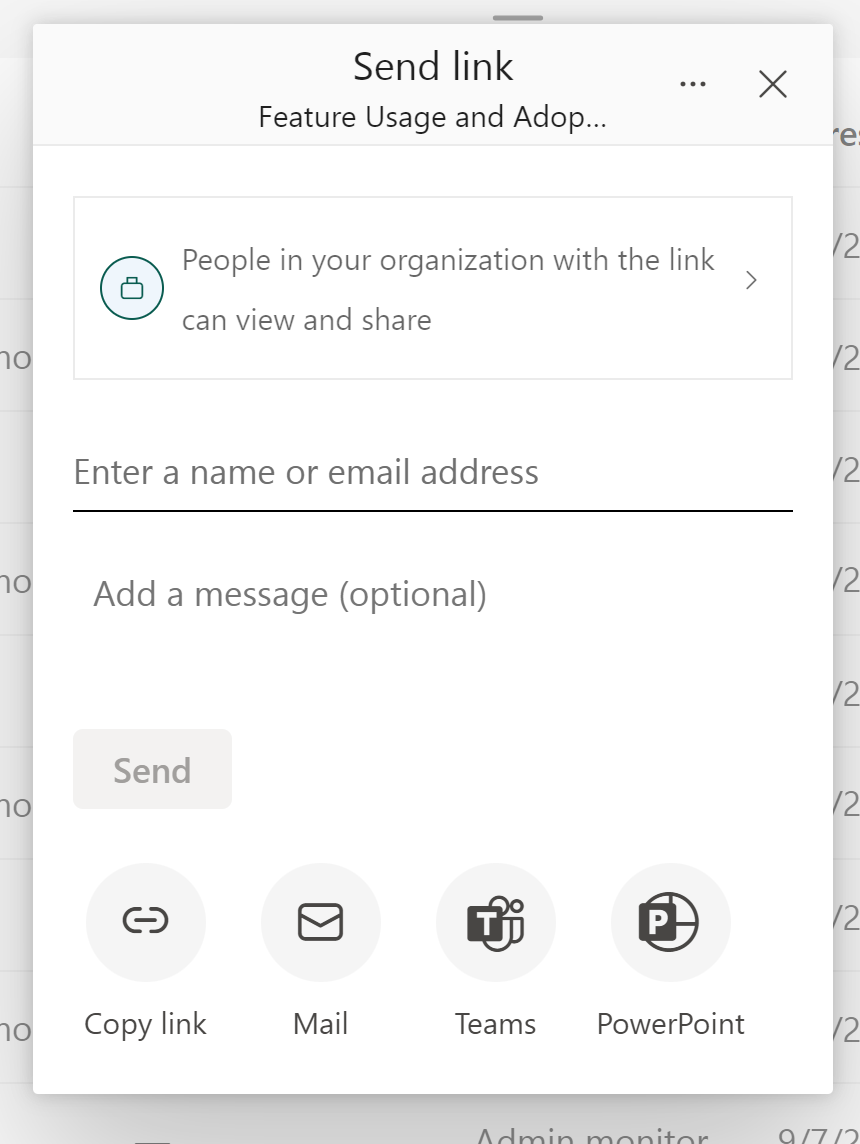 Send link
Feature Usage and Adop...
People in your organization with the link
can view and share
Enter a name or email address
Add a message (optional)
Send
Copy link
Mail
Teams
PowerPoint
Admin monitor